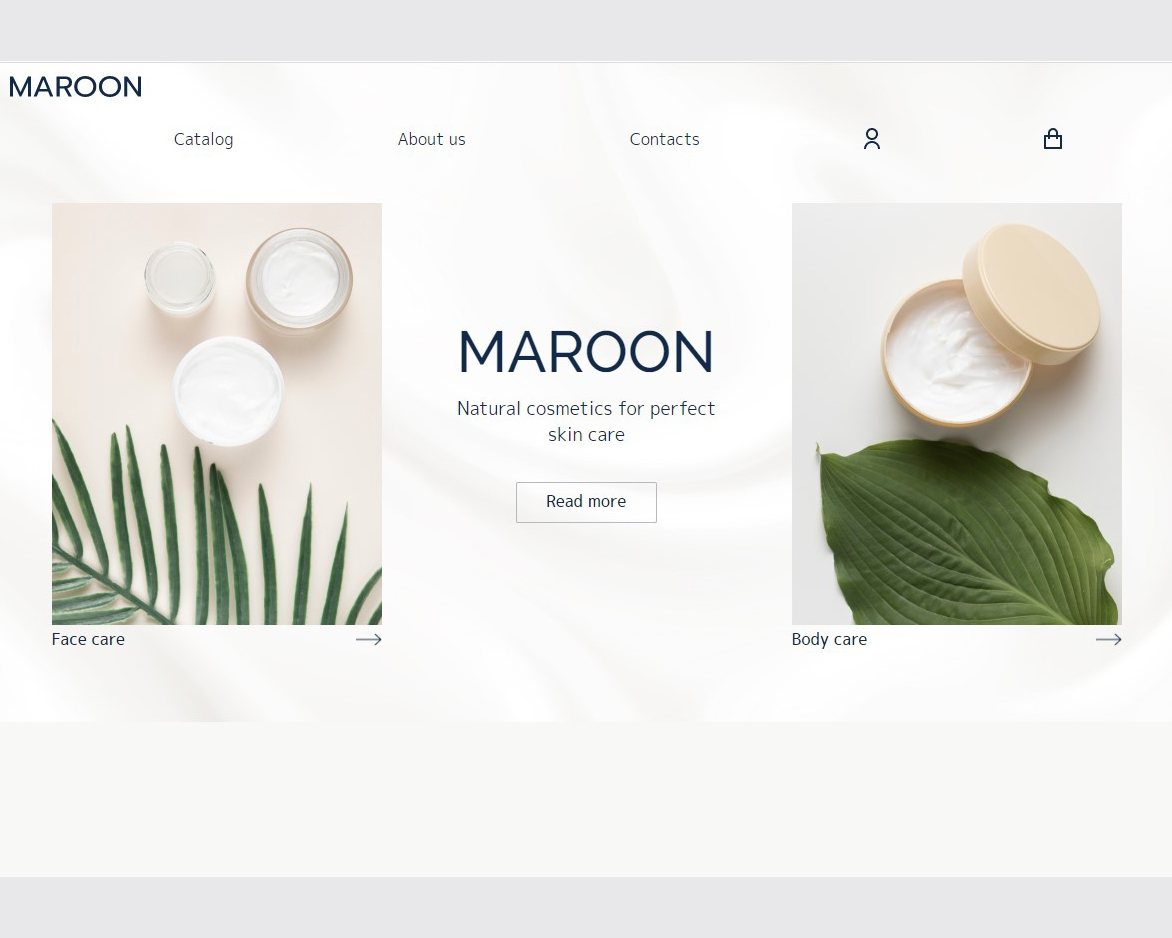 MAROON
Catalog
About us
Contacts
MAROON
Natural cosmetics for perfect
skin care
Read more
Face care
Body care